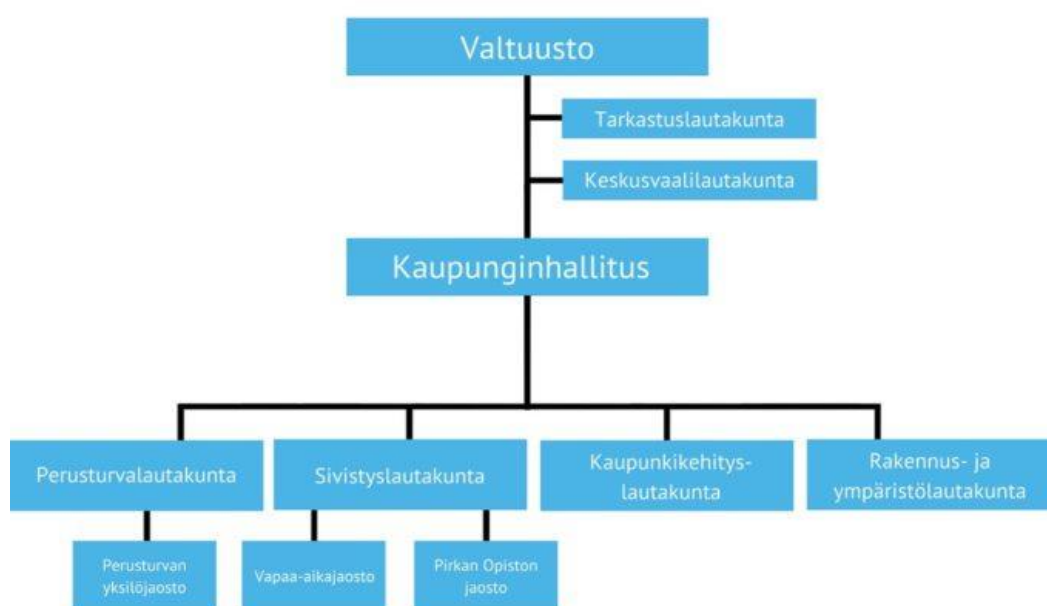 Valtuusto
Tarkastuslautakunta
Keskusvaalilautakunta
Kaupunginhallitus
Perusturvalautakunta
Sivistyslautakunta
Kaupunkikehitys-
lautakunta
Rakennus- ja
ympäristölautakunta
Perusturvan
yksilöjaosto
Vapaa-aikajaosto
Pirkan Opiston
jaosto